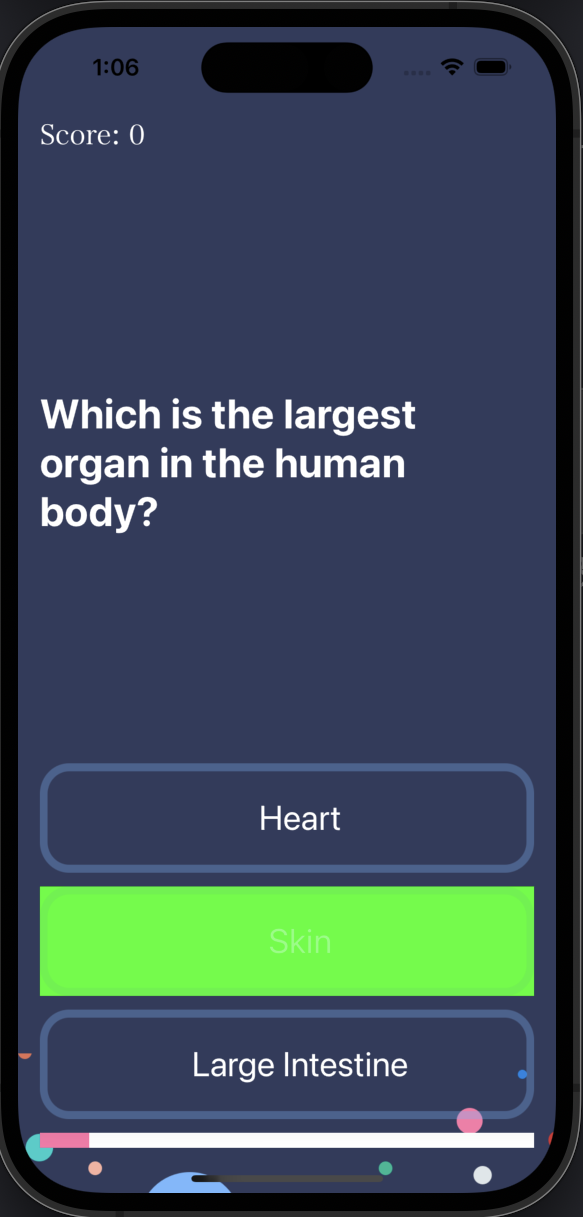 1:06
Score: 0
Which is the largest
organ in the human
body?
Heart
Skin
Large Intestine